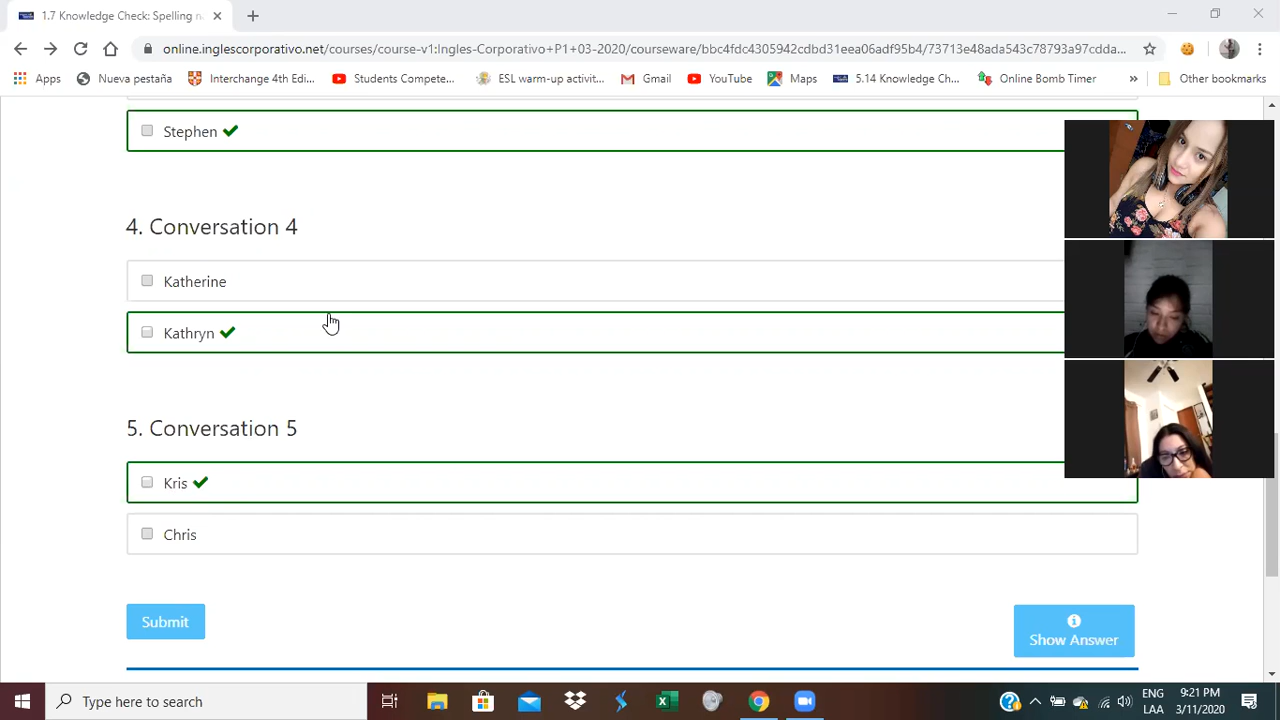 1.7 Knowledge Check: Spelling n
online.inglescorporativo.net/courses/course-v1:Ingles-Corporativo+P1+03-2020/courseware/bbc4fdc4305942cdbd31eea06adf95b4/73713e48ada543c78793a97cdda...
Apps Nueva pestaña Interchange 4th Edi... Students Compete... ESL warm-up activit... Gmail YouTube Maps 5.14 Knowledge Ch... Online Bomb Timer » Other bookmarks
Stephen
4. Conversation 4
Katherine
Kathryn
5. Conversation 5
Kris
Chris
Submit
Show Answer
Type here to search
ENG 9:21 PM
LAA 3/11/2020